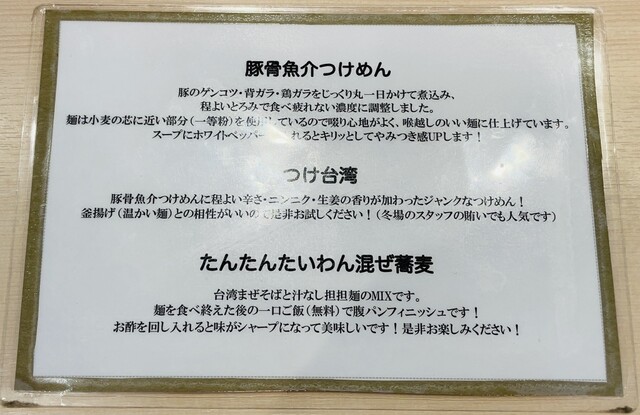 豚骨魚介つけめん
豚のゲンコツ・背ガラ・鶏ガラをじっくり丸一日かけて煮込み、
程よいとろみで食べ疲れない濃度に調整しました。
麺は小麦の芯に近い部分（一等粉）を使用しているので啜り心地がよく、喉越しのいい麺に仕上げています。
スープにホワイトペッパー れるとキリッとしてやみつき感UPします！
つけ台湾
豚骨魚介つけめんに程よい辛さ・ニンニク・生姜の香りが加わったジャンクなつけめん！
釜揚げ（温かい麺）との相性がいいので是非お試しください！（冬場のスタッフの賄いでも人気です）
たんたんたいわん混ぜ蕎麦
台湾まぜそばと汁なし担担麺のMIXです。
麺を食べ終えた後の一口ご飯（無料）で腹パンフィニッシュです！
お酢を回し入れると味がシャープになって美味しいです！是非お楽しみください！